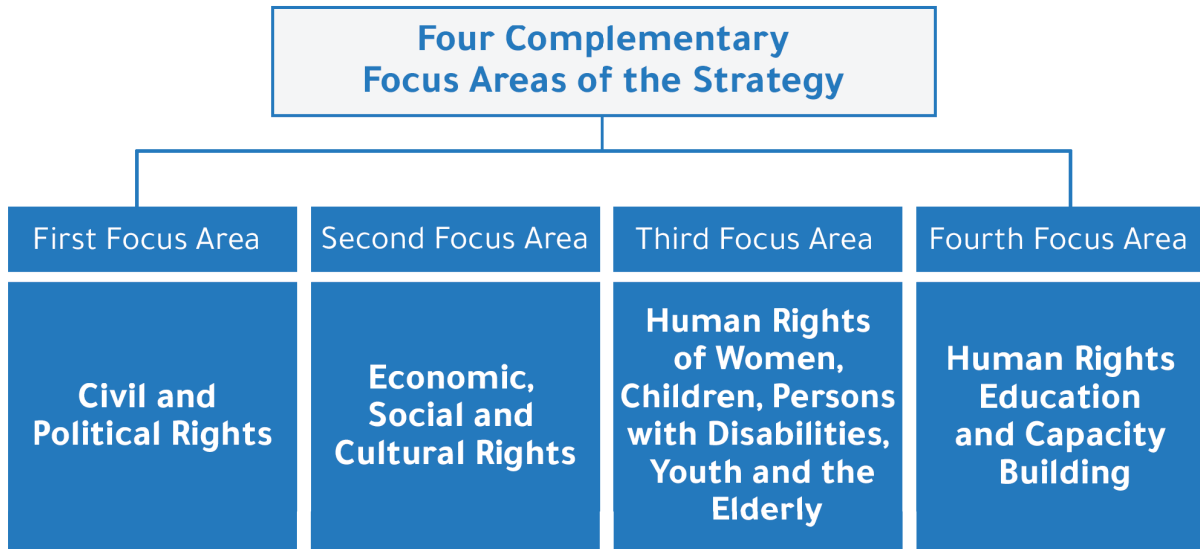 Four Complementary
Focus Areas of the Strategy
First Focus Area
Civil and
Political Rights
Second Focus Area
Economic,
Social and
Cultural Rights
Third Focus Area
Human Rights
of Women,
Children, Persons
with Disabilities,
Youth and the
Elderly
Fourth Focus Area
Human Rights
Education
and Capacity
Building